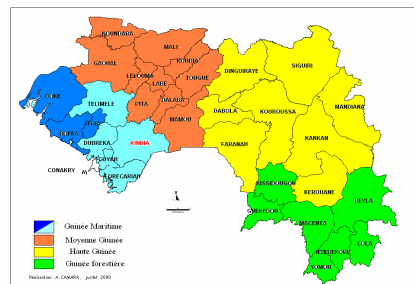 KOUNDARA
MALI
GAOUAL
KOUBIA
LELOUMA
LABE
TOUGUE
DINGUIRAYE
SIGUIRI
BOKE
TELIMELE
PITA
DALABA
MAMOU
DABOLA
KOUROUSSA
MANDIANA
BOFFA
FRIA
KINDIA
FARANAH
KANKAN
DUBREKA
COYAH
CONAKRY
FORECARIAH
KISSIDOUGOU
KEROUANE
BEYLA
GUEKEDOU
MACENTA
LOLA
N'ZEREKORE
YOMOU
Guinée Maritime
Moyenne Guinée
Haute Guinée
Guinée forestière
Réalisation : A. CAMARA , juillet 2000